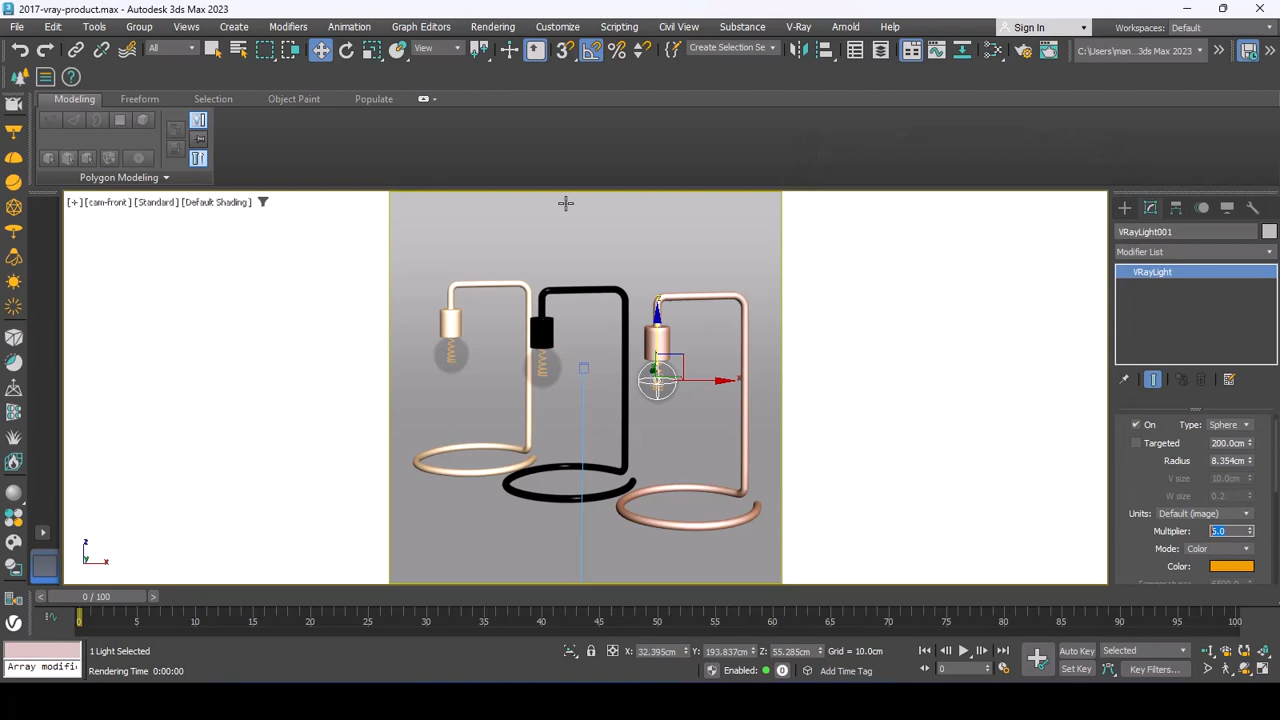 2017-vray-product.max - Autodesk 3ds Max 2023
File Edit Tools Group Views Create Modifiers Animation Graph Editors Rendering Customize Scripting Civil View Substance V-Ray Arnold Help Sign In Workspaces: Default
All View Create Selection Se C:\Users\man...3ds Max 2023
Modeling Freeform Selection Object Paint Populate
Polygon Modeling
[+] [cam-front] [Standard] [Default Shading]
VRayLight001
Modifier List
VRayLight
On Type: Sphere
Targeted 200.0cm
Radius 8.354cm
V size 10.0cm
W size 0.2
Units: Default (image)
Multiplier: 5.0
Mode: Color
Color:
z
y x
x
0 / 100
0 5 10 15 20 25 30 35 40 45 50 55 60 65 70 75 80 85 90 95 100
1 Light Selected X: 32.395cm Y: 193.837cm Z: 55.285cm Grid = 10.0cm Auto Key Selected
Array modifi Rendering Time 0:00:00 Enabled: 0 Add Time Tag 0 Set Key Key Filters...